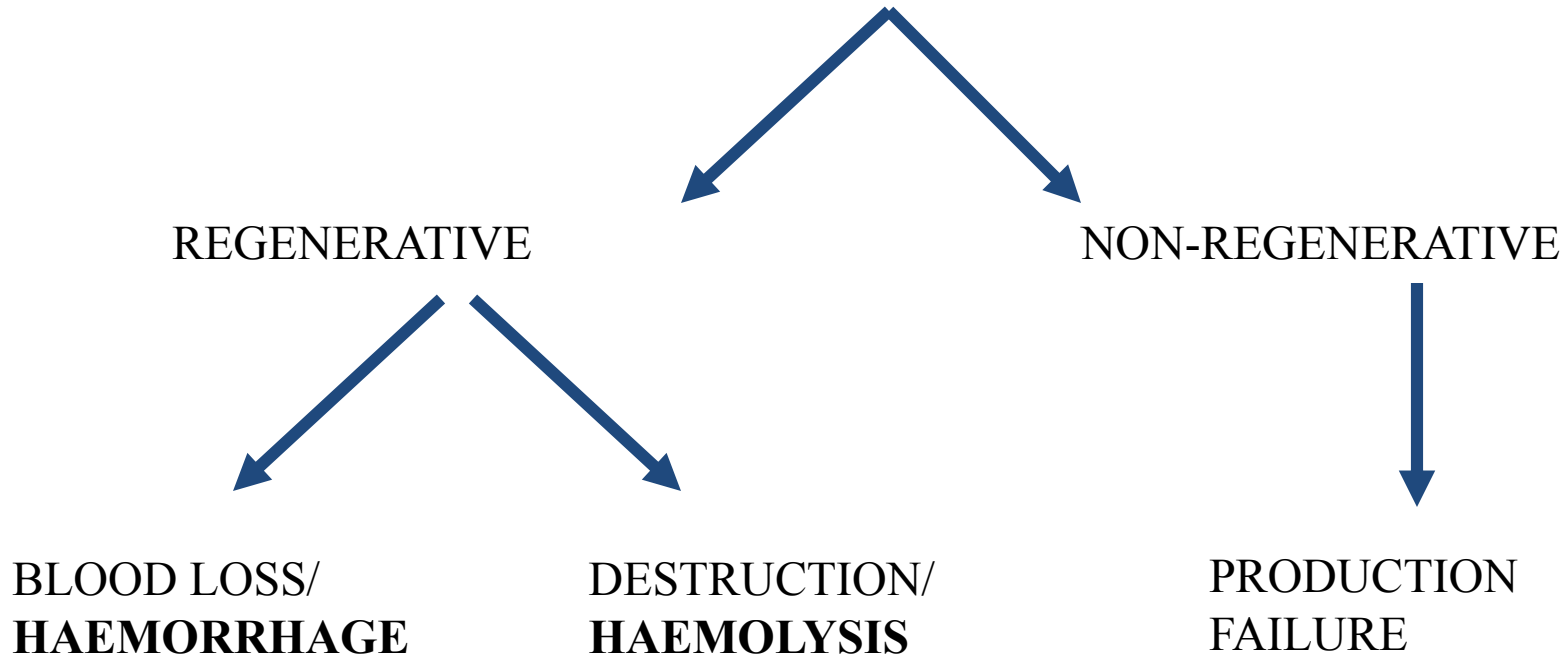 REGENERATIVE
NON-REGENERATIVE
BLOOD LOSS/
HAEMORRHAGE
DESTRUCTION/
HAEMOLYSIS
PRODUCTION
FAILURE